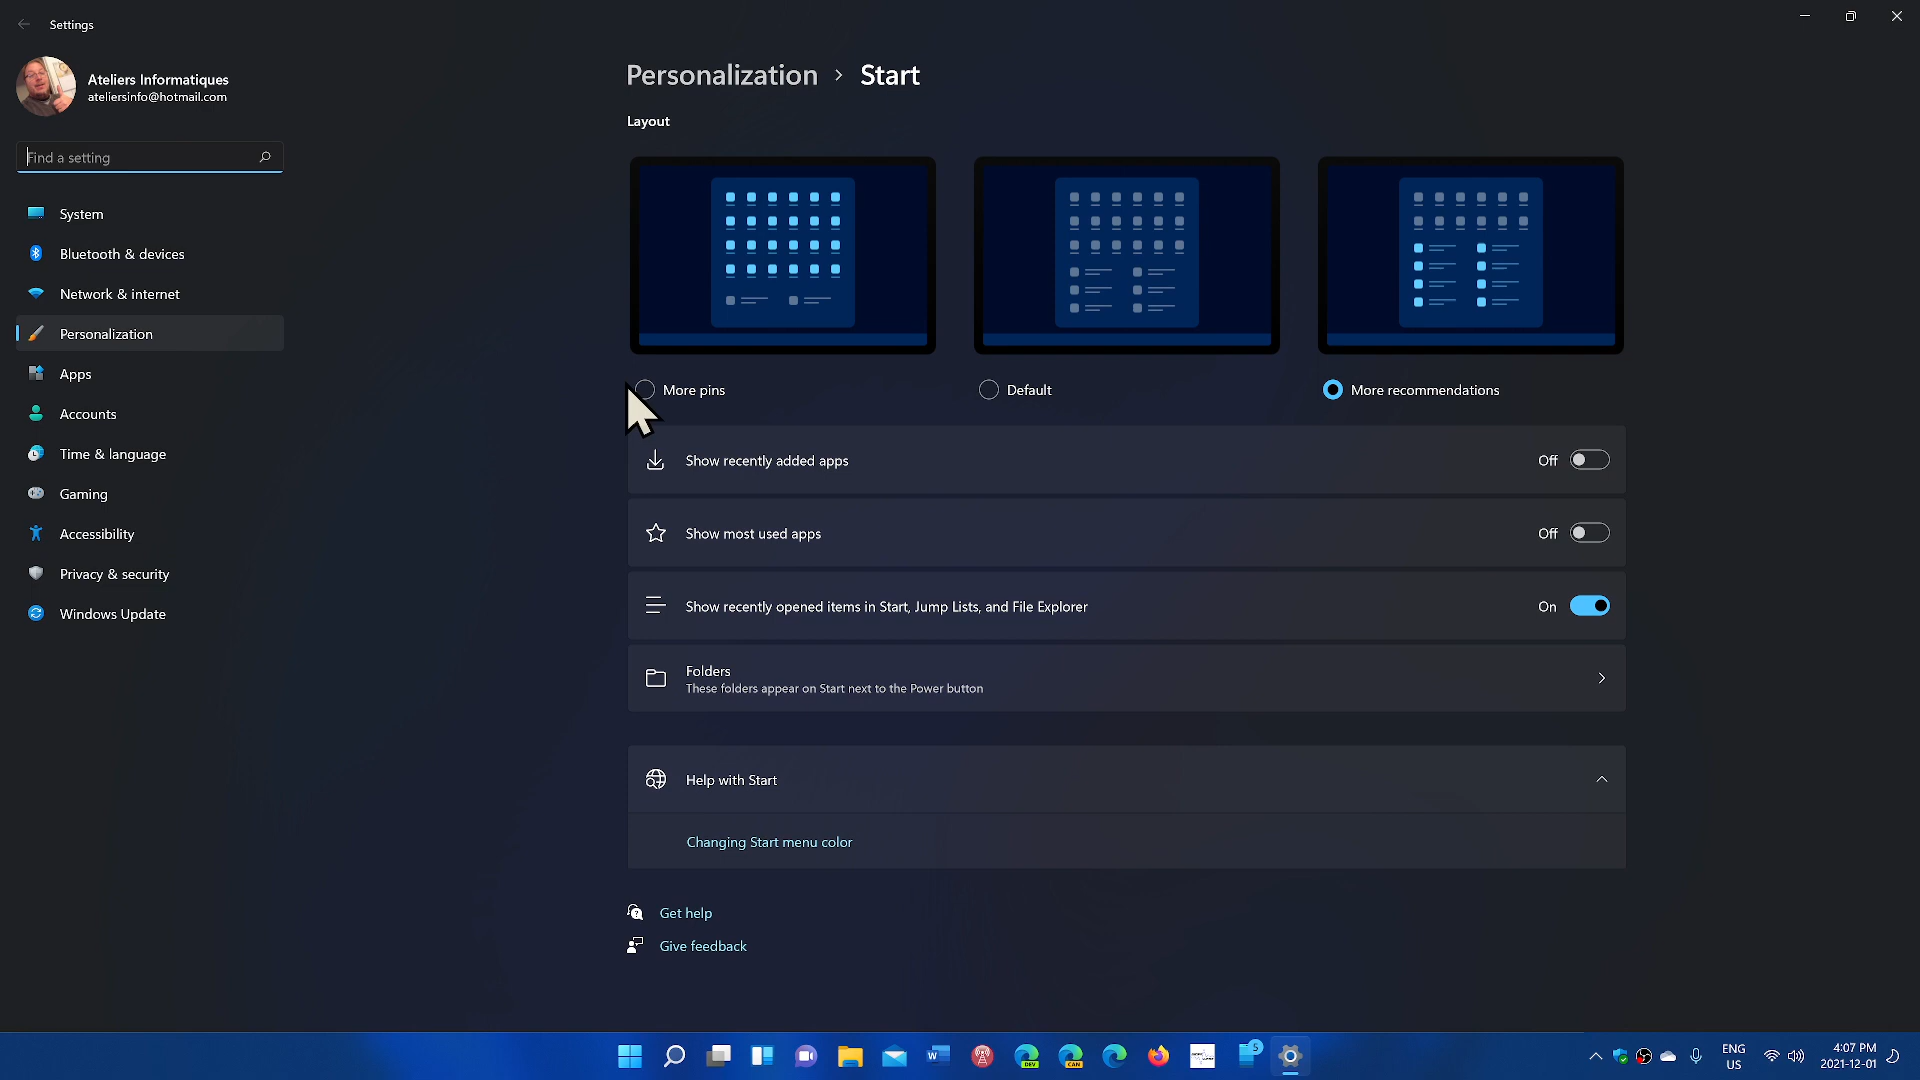 Settings
Ateliers Informatiques
ateliersinfo@hotmail.com
Find a setting
System
Bluetooth & devices
Network & internet
Personalization
Apps
Accounts
Time & language
Gaming
Accessibility
Privacy & security
Windows Update
Personalization > Start
Layout
More pins
Default
More recommendations
Show recently added apps
Off
Show most used apps
Off
Show recently opened items in Start, Jump Lists, and File Explorer
On
Folders
These folders appear on Start next to the Power button
Help with Start
Changing Start menu color
Get help
Give feedback
W
DEV
CAN
5
ENG
US
4:07 PM
2021-12-01